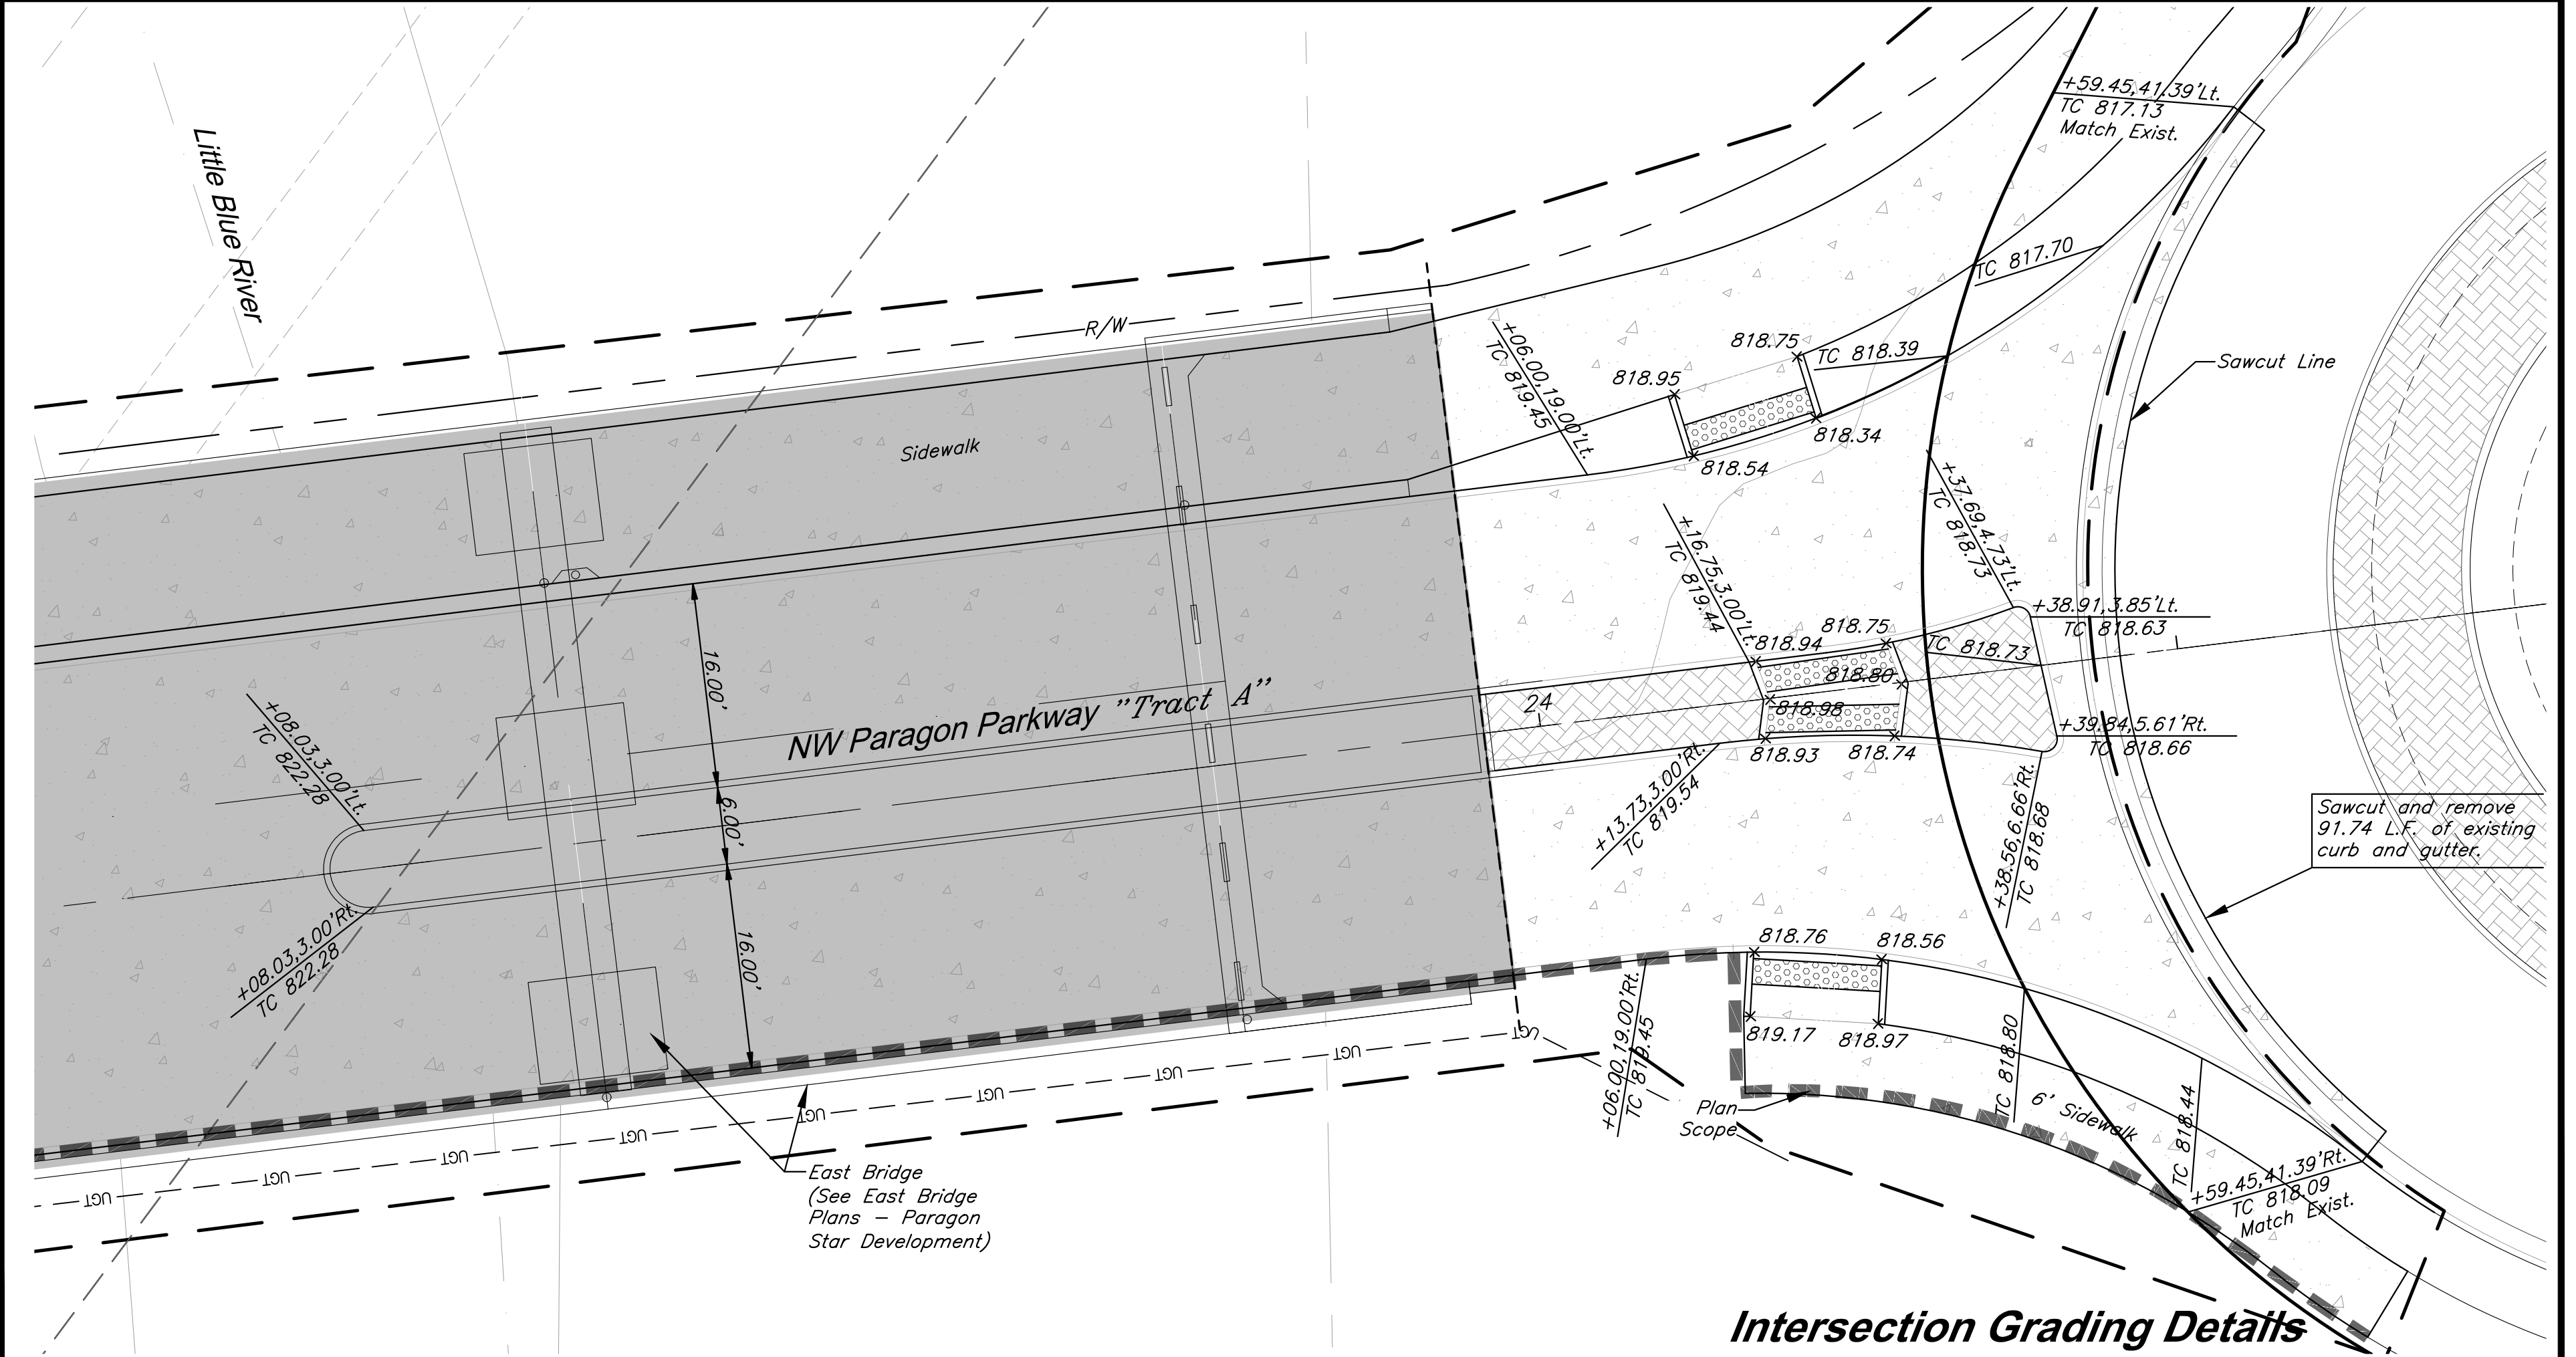 +59.45,41.39'Lt.
TC 817.13
Match Exist.
Little Blue River
TC 817.70
R/W
+06.00,19.00'Lt.
TC 819.45
818.75
TC 818.39
818.95
818.34
818.54
Sawcut Line
Sidewalk
+37.69,4.73'Lt.
TC 818.73
+16.75,3.00'Lt.
TC 819.44
+38.91,3.85'Lt.
TC 818.63
818.75
818.94
TC 818.73
818.80
818.98
16.00'
NW Paragon Parkway "Tract A"
24
+39.84,5.61'Rt.
TC 818.66
818.93
818.74
+08.03,3.00'Lt.
TC 822.28
6.00'
+13.73,3.00'Rt.
TC 819.54
+38.56,6.66'Rt.
TC 818.68
Sawcut and remove
91.74 L.F. of existing
curb and gutter.
+08.03,3.00'Rt.
TC 822.28
16.00'
818.76
818.56
819.17
818.97
+06.00,19.00'Rt.
TC 819.45
TC 818.80
6' Sidewalk
TC 818.44
Plan
Scope
+59.45,41.39'Rt.
TC 818.09
Match Exist.
UGT
UGT
UGT
UGT
UGT
UGT
UGT
UGT
UGT
East Bridge
(See East Bridge
Plans – Paragon
Star Development)
Intersection Grading Details